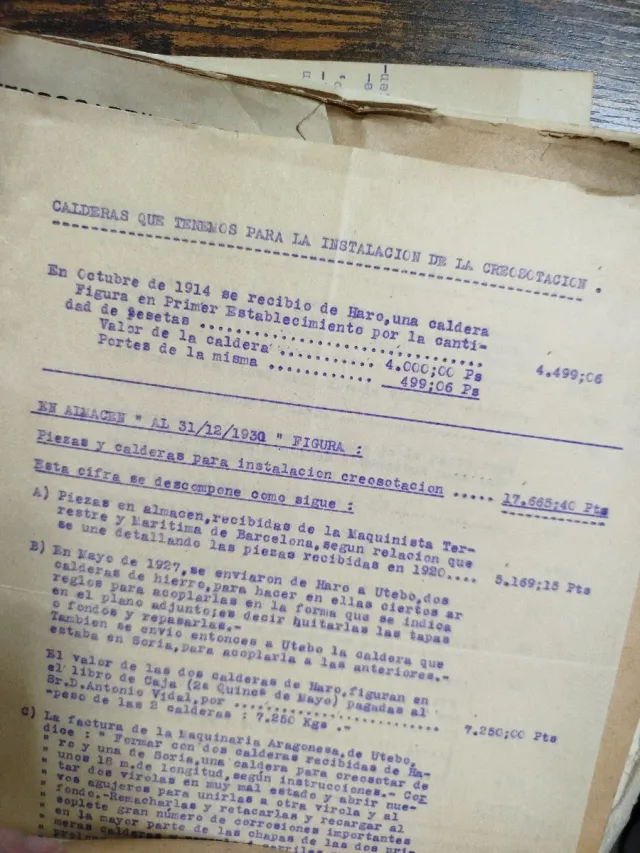 CALDERAS QUE TENEMOS PARA LA INSTALACION DE LA CREOSOTACION .
En Octubre de 1914 se recibio de Haro,una caldera
Figura en Primer Establecimiento por la canti-
dad de pesetas .............................. 4.499;06
Valor de la caldera .......... 4.000;00 Ps
Portes de la misma ............ 499;06 Ps
EN ALMACEN " AL 31/12/1930 " FIGURA :
Piezas y calderas para instalacion creosotacion ..... 17.665;40 Pts
Esta cifra se descompone como sigue :
A) Piezas en almacen,recibidas de la Maquinista Ter-
restre y Maritima de Barcelona,segun relacion que
se une detallando las piezas recibidas en 1920.... 5.169;15 Pts
B) En Mayo de 1927,se enviaron de Haro a Utebo,dos
calderas de hierro,para hacer en ellas ciertos ar
reglos para acoplarlas en la forma que se indica
en el plano adjunto;es decir quitarlas las tapas
o fondos y repasarlas.-
Tambien se envio entonces a Utebo la caldera que
estaba en Soria,para acoplarla a las anteriores.-
El valor de las dos calderas de Haro,figuran en
el libro de Caja (2ª Quincª de Mayo) pagadas al
Sr.D.Antonio Vidal,por ........................ 7.250;00 Pts
-peso de las 2 calderas : 7.250 Kgs .-
C) La factura de la Maquinaria Aragonesa,de Utebo,
dice : " Formar con dos calderas recibidas de Ha-
" ro y una de Soria,una caldera para creosotar de
" unos 18 m.de longitud,según instrucciones.- Cor
" tar dos virolas en muy mal estado y abrir nue-
" vos agujeros para unirlas a otra virola y al
" fondo.-Remacharlas y retacarlas y recargar al
" soplete gran número de corrosiones importantes
" en la mayor parte de las chapas de las dos pri-
" meras calderas